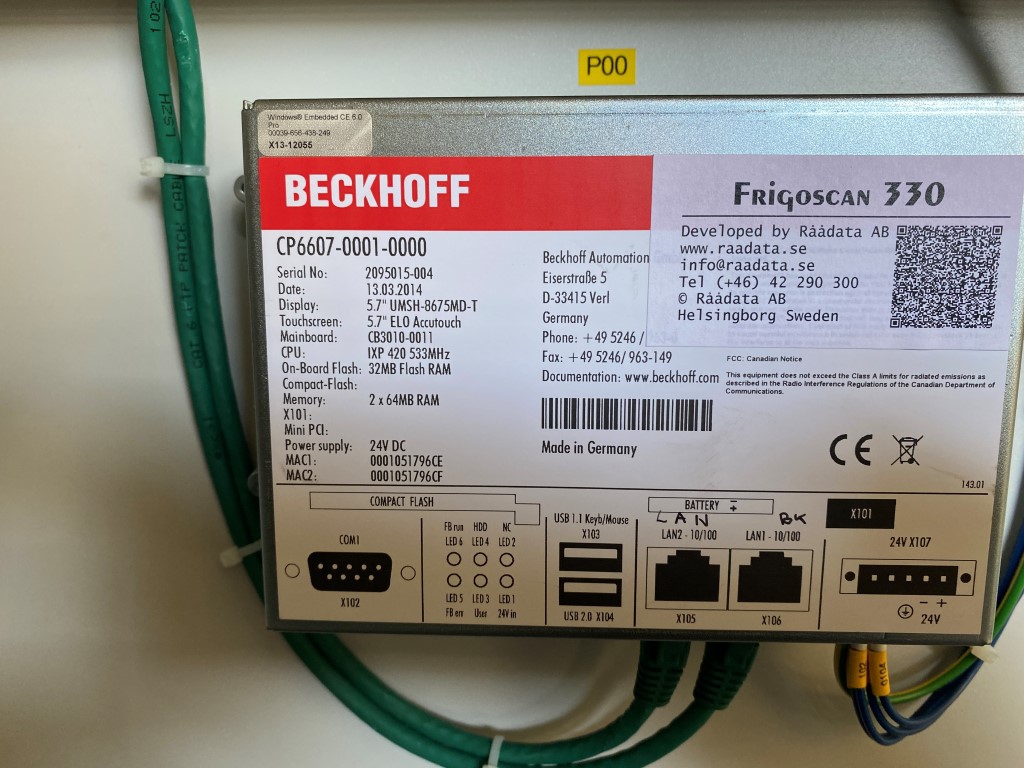 P00
Windows® Embedded CE 6.0
Pro
00039-656-438-249
X13-12055
BECKHOFF
CP6607-0001-0000
Serial No: 2095015-004
Date: 13.03.2014
Display: 5.7" UMSH-8675MD-T
Touchscreen: 5.7" ELO Accutouch
Mainboard: CB3010-0011
CPU: IXP 420 533MHz
On-Board Flash: 32MB Flash RAM
Compact-Flash:
Memory: 2 x 64MB RAM
X101:
Mini PCI:
Power supply: 24V DC
MAC1: 0001051796CE
MAC2: 0001051796CF
Beckhoff Automation
Eiserstraße 5
D-33415 Verl
Germany
Phone: +49 5246 /
Fax: +49 5246/ 963-149
Documentation: www.beckhoff.com
Made in Germany
FRIGOSCAN 330
Developed by Råådata AB
www.raadata.se
info@raadata.se
Tel (+46) 42 290 300
© Råådata AB
Helsingborg Sweden
FCC: Canadian Notice
This equipment does not exceed the Class A limits for radiated emissions as
described in the Radio Interference Regulations of the Canadian Department of
Communications.
CE
143.01
COMPACT FLASH
COM1
X102
FB run HDD NC
LED 6 LED 4 LED 2
LED 5 LED 3 LED 1
FB err User 24V in
USB 1.1 Keyb/Mouse
X103
USB 2.0 X104
BATTERY
LAN BK
LAN2 - 10/100 LAN1 - 10/100
X105 X106
X101
24V X107
− +
24V
102
0104
LSZH
CAT 6 FTP PATCH CABL